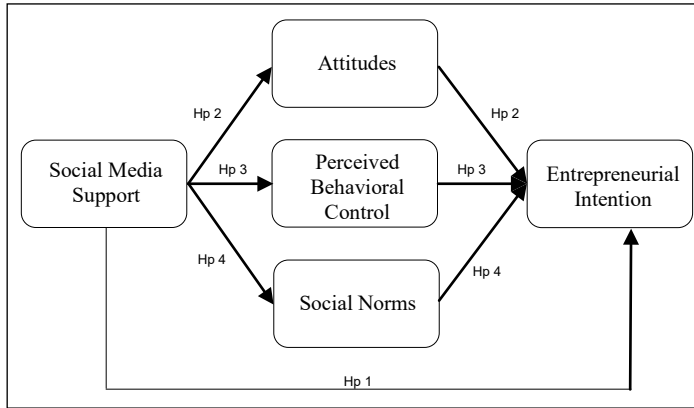 Attitudes
Hp 2
Hp 2
Social Media
Support
Hp 3
Perceived
Behavioral
Control
Hp 3
Entrepreneurial
Intention
Hp 4
Hp 4
Social Norms
Hp 1